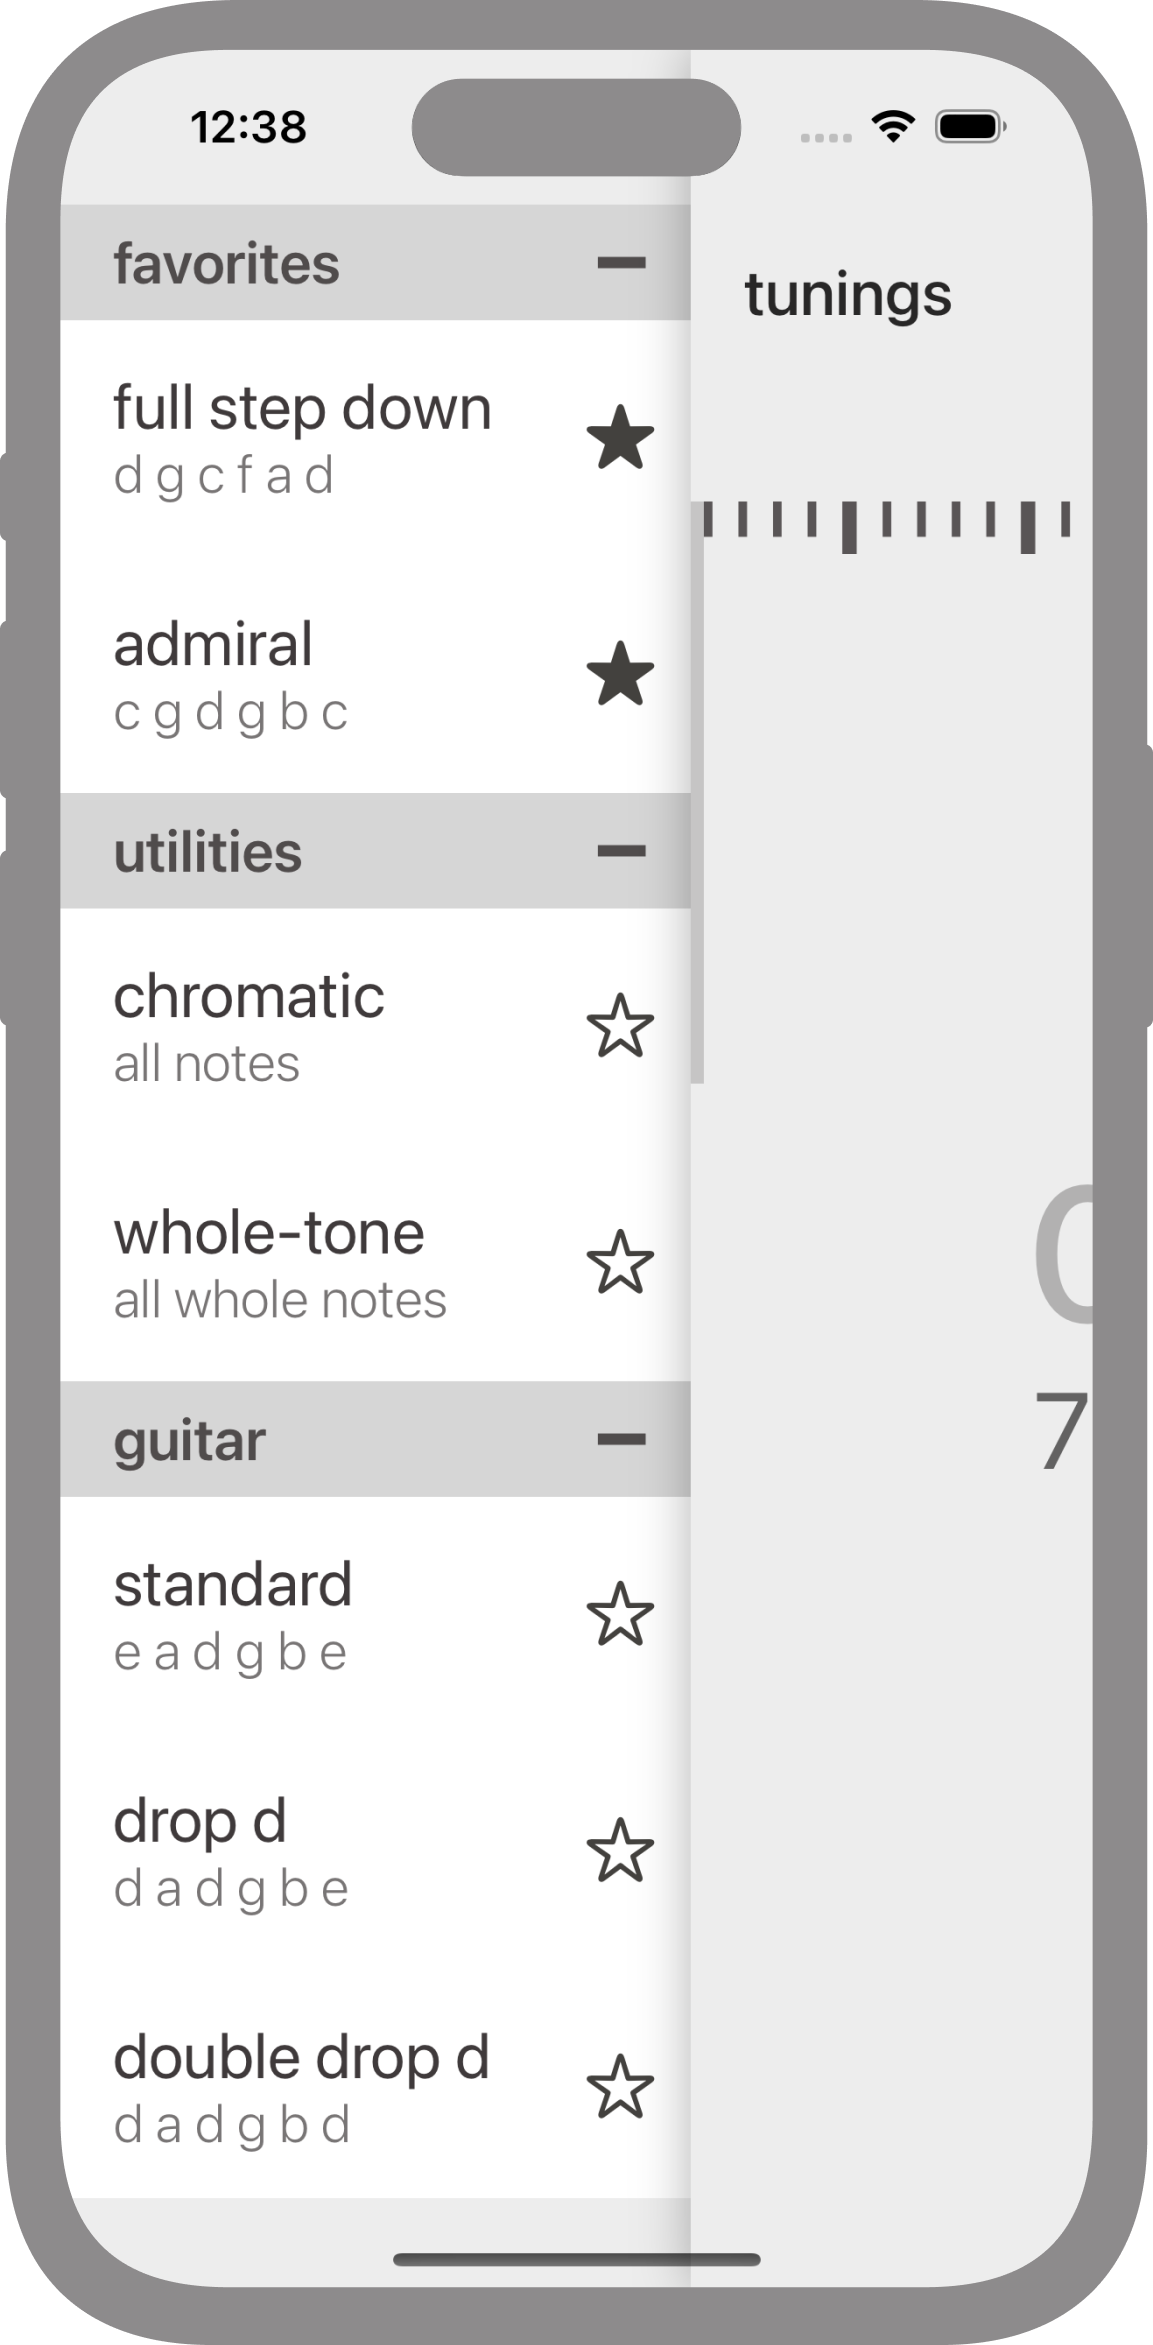 12:38
favorites
full step down
d g c f a d
admiral
c g d g b c
utilities
chromatic
all notes
whole-tone
all whole notes
guitar
standard
e a d g b e
drop d
d a d g b e
double drop d
d a d g b d
tunings
0
7